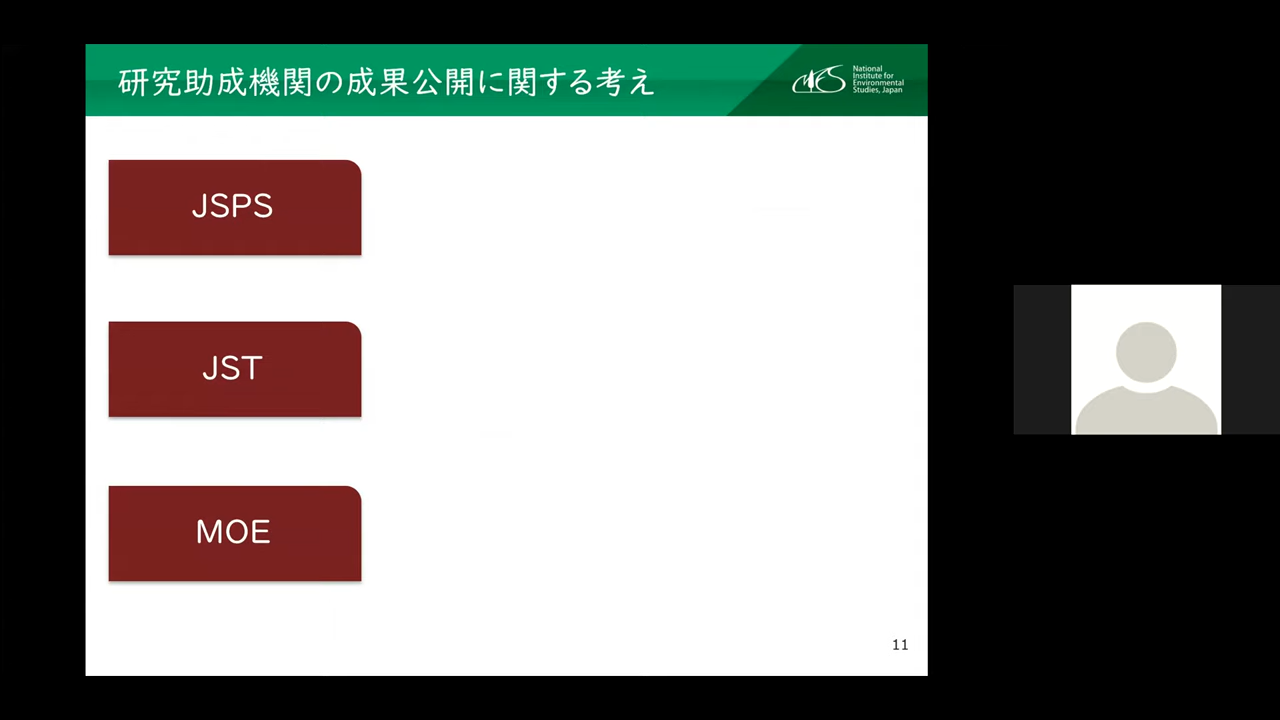 研究助成機関の成果公開に関する考え
NIES
National
Institute for
Environmental
Studies, Japan
JSPS
JST
MOE
11